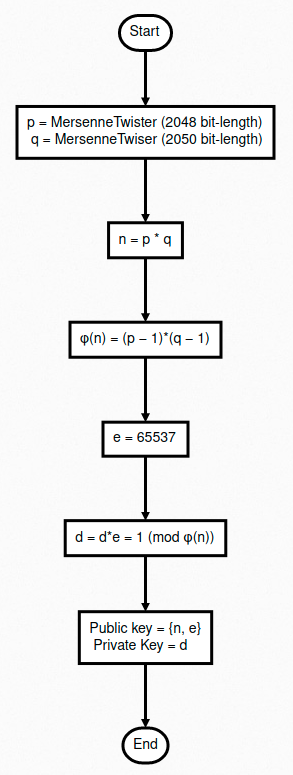 Start
p = MersenneTwister (2048 bit-length)
q = MersenneTwiser (2050 bit-length)
n = p * q
φ(n) = (p − 1)*(q − 1)
e = 65537
d = d*e = 1 (mod φ(n))
Public key = {n, e}
Private Key = d
End